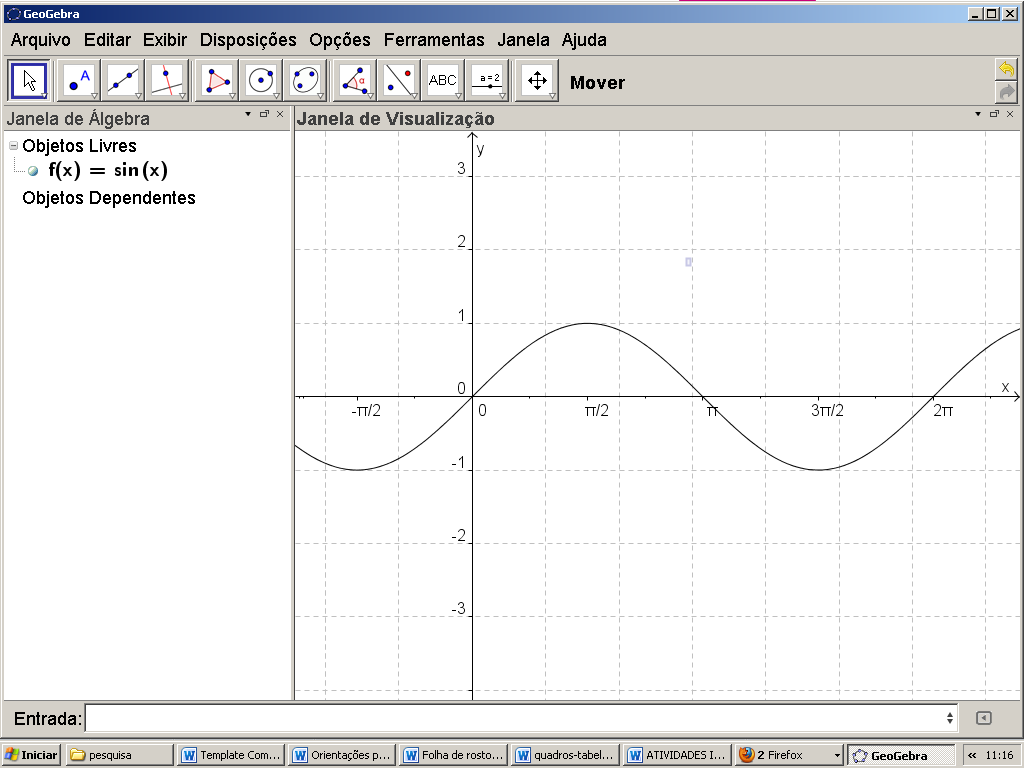 GeoGebra
Arquivo Editar Exibir Disposições Opções Ferramentas Janela Ajuda
A α ABC a=2 Mover
Janela de Álgebra
Objetos Livres
f(x) = sin(x)
Objetos Dependentes
Janela de Visualização
y
3
2
1
0
x
-π/2 0 π/2 π 3π/2 2π
-1
-2
-3
Entrada:
Iniciar pesquisa Template Com... Orientações p... Folha de rosto... quadros-tabel... ATIVIDADES I... 2 Firefox GeoGebra « 11:16